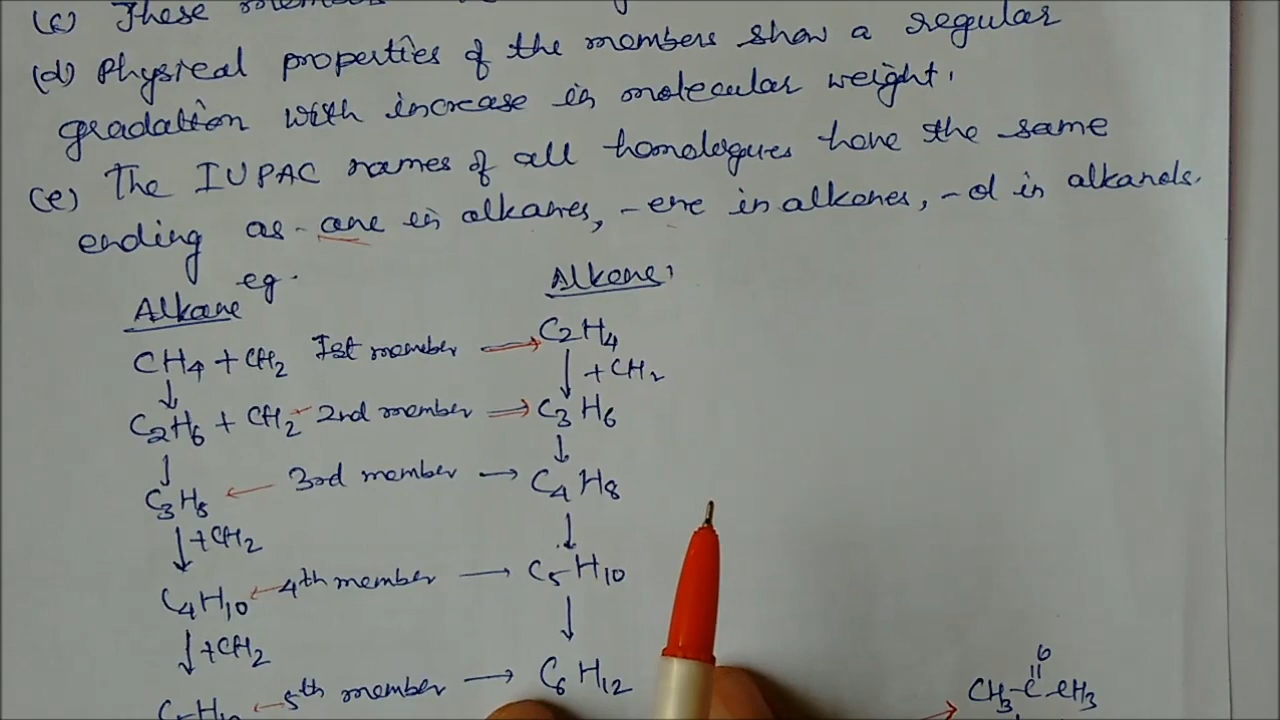 (c) These
(d) Physical properties of the members show a regular
gradation with increase in molecular weight.
(e) The IUPAC names of all homologues have the same
ending as -ane in alkanes, -ene in alkenes, -ol in alkanols.
eg.
Alkane Alkene
CH4 + CH2 Ist member → C2H4
↓ ↓ +CH2
C2H6 + CH2 2nd member → C3H6
↓ ↓
C3H8 ← 3rd member → C4H8
↓ +CH2 ↓
C4H10 ← 4th member → C5H10
↓ +CH2 ↓
← 5th member → C6H12
O
CH3-C-CH3